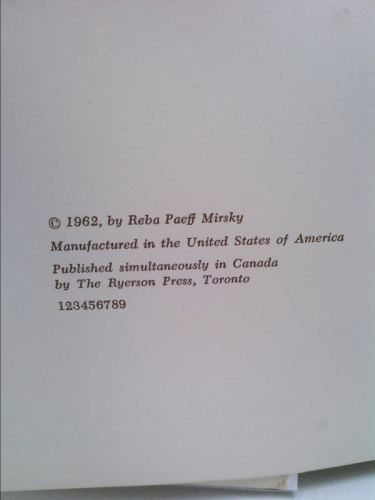 © 1962, by Reba Paeff Mirsky
Manufactured in the United States of America
Published simultaneously in Canada
by The Ryerson Press, Toronto
123456789